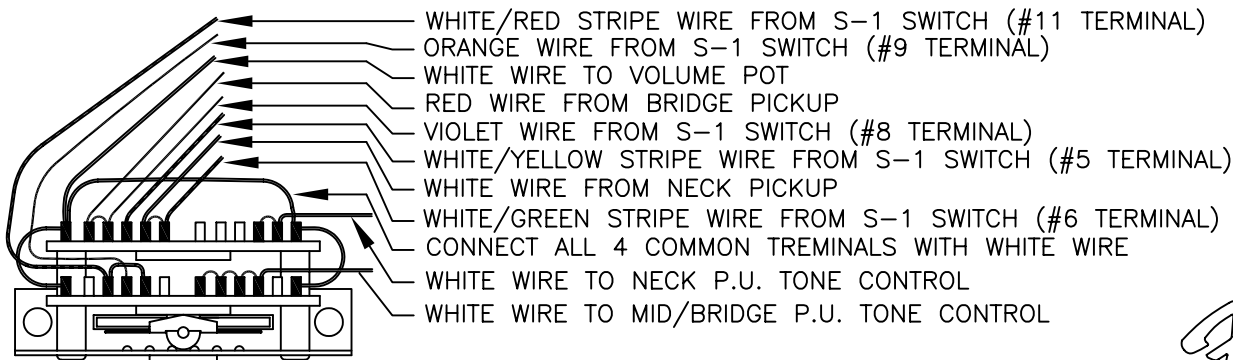 WHITE/RED STRIPE WIRE FROM S-1 SWITCH (#11 TERMINAL)
ORANGE WIRE FROM S-1 SWITCH (#9 TERMINAL)
WHITE WIRE TO VOLUME POT
RED WIRE FROM BRIDGE PICKUP
VIOLET WIRE FROM S-1 SWITCH (#8 TERMINAL)
WHITE/YELLOW STRIPE WIRE FROM S-1 SWITCH (#5 TERMINAL)
WHITE WIRE FROM NECK PICKUP
WHITE/GREEN STRIPE WIRE FROM S-1 SWITCH (#6 TERMINAL)
CONNECT ALL 4 COMMON TREMINALS WITH WHITE WIRE
WHITE WIRE TO NECK P.U. TONE CONTROL
WHITE WIRE TO MID/BRIDGE P.U. TONE CONTROL